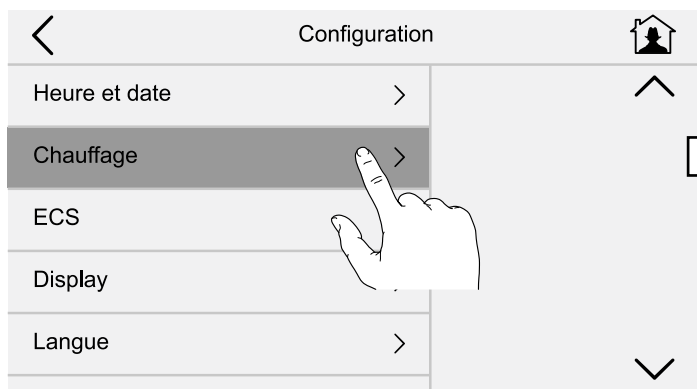 Configuration
Heure et date
Chauffage
ECS
Display
Langue